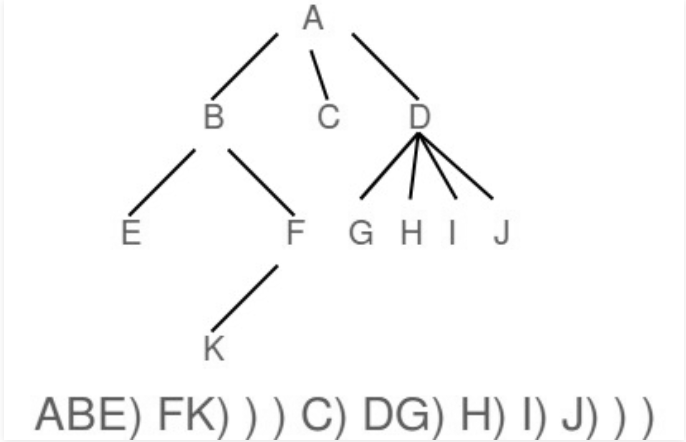 A
B C D
E F G H I J
K
ABE) FK) ) ) C) DG) H) I) J) ) )